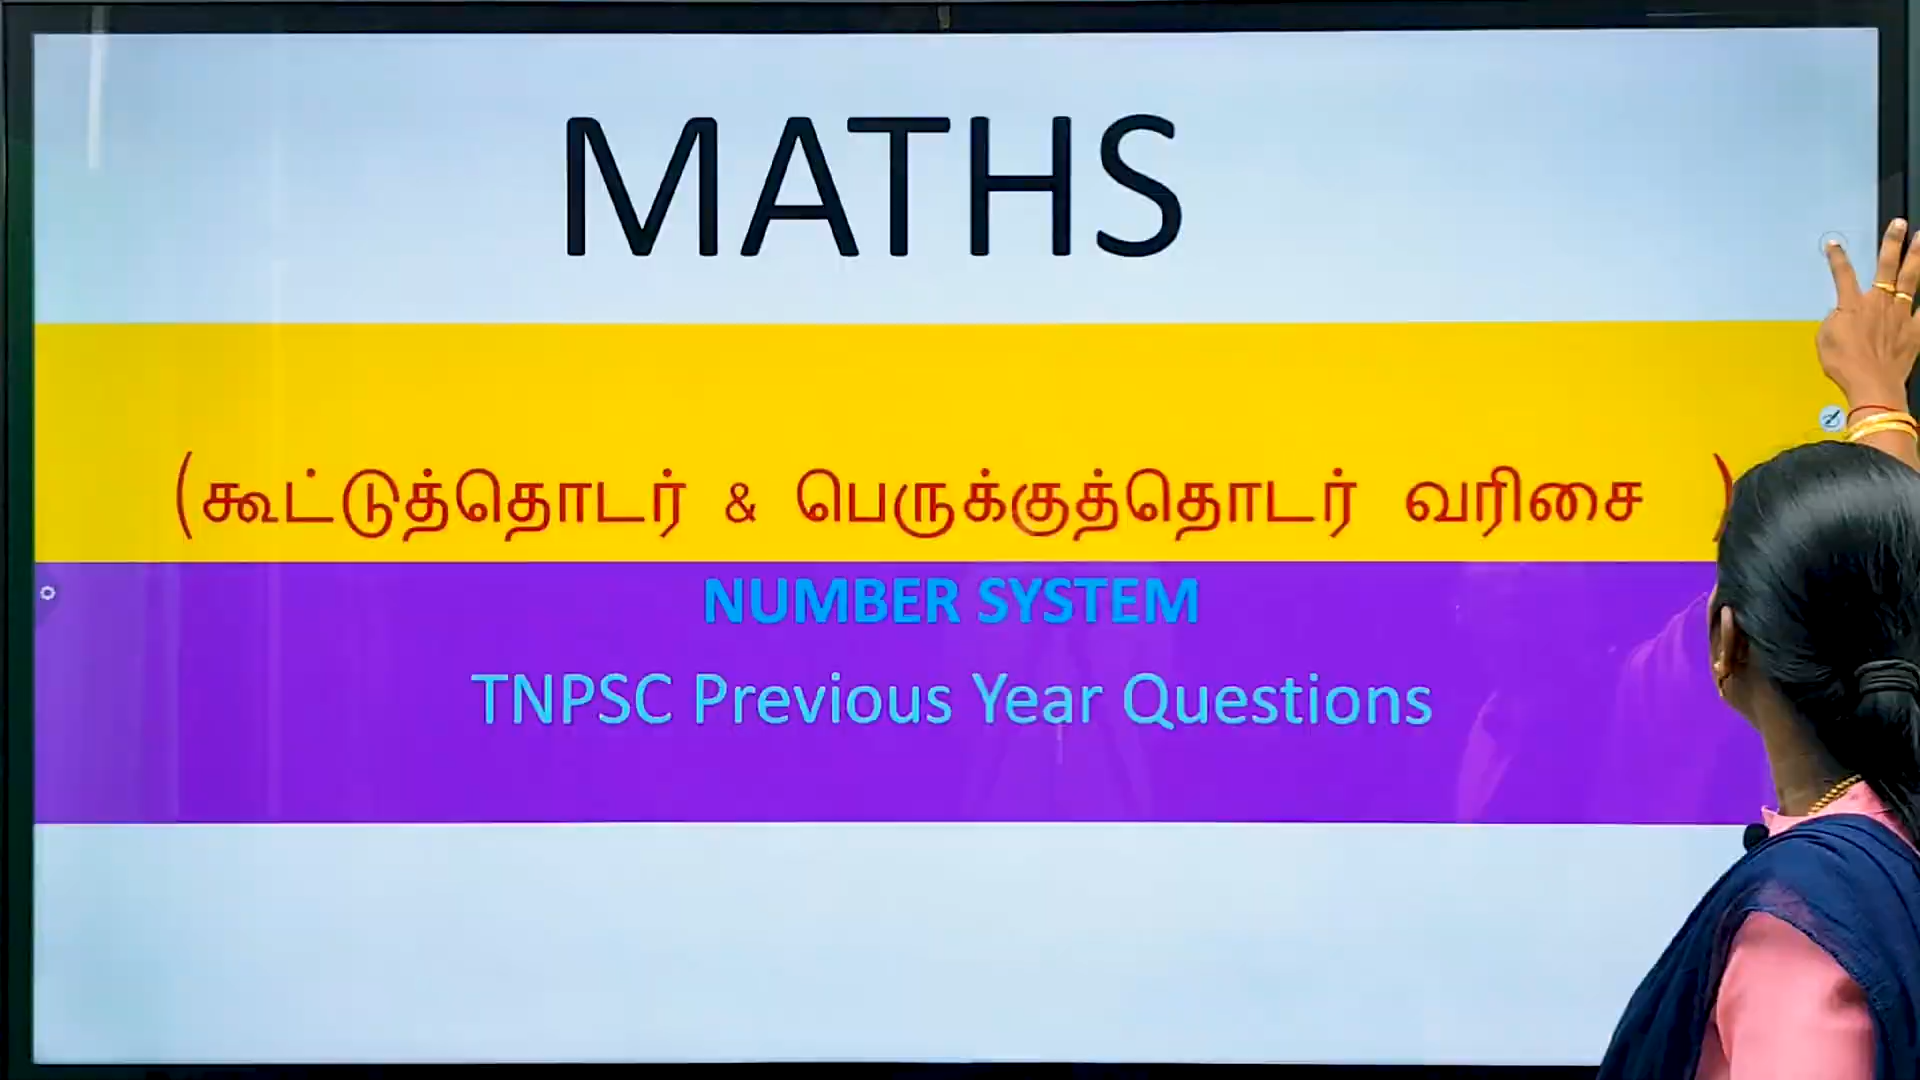 MATHS
(கூட்டுத்தொடர் & பெருக்குத்தொடர் வரிசை )
NUMBER SYSTEM
TNPSC Previous Year Questions